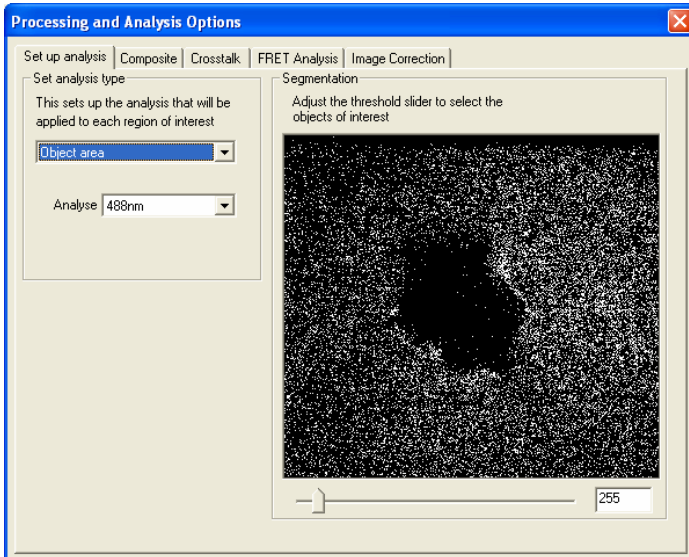 Processing and Analysis Options
Set up analysis
Composite
Crosstalk
FRET Analysis
Image Correction
Set analysis type
This sets up the analysis that will be
applied to each region of interest
Object area
Analyse 488nm
Segmentation
Adjust the threshold slider to select the
objects of interest
255